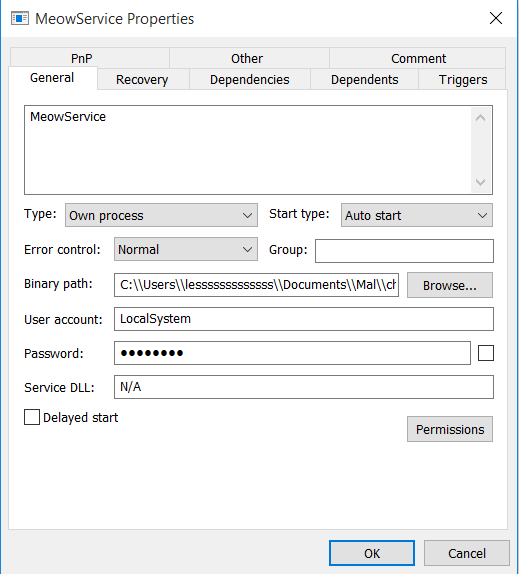 MeowService Properties
PnP Other Comment
General Recovery Dependencies Dependents Triggers
MeowService
Type: Own process Start type: Auto start
Error control: Normal Group:
Binary path: C:\\Users\\lesssssssssssss\\Documents\\Mal\\ch Browse...
User account: LocalSystem
Password: ●●●●●●●●
Service DLL: N/A
Delayed start
Permissions
OK Cancel